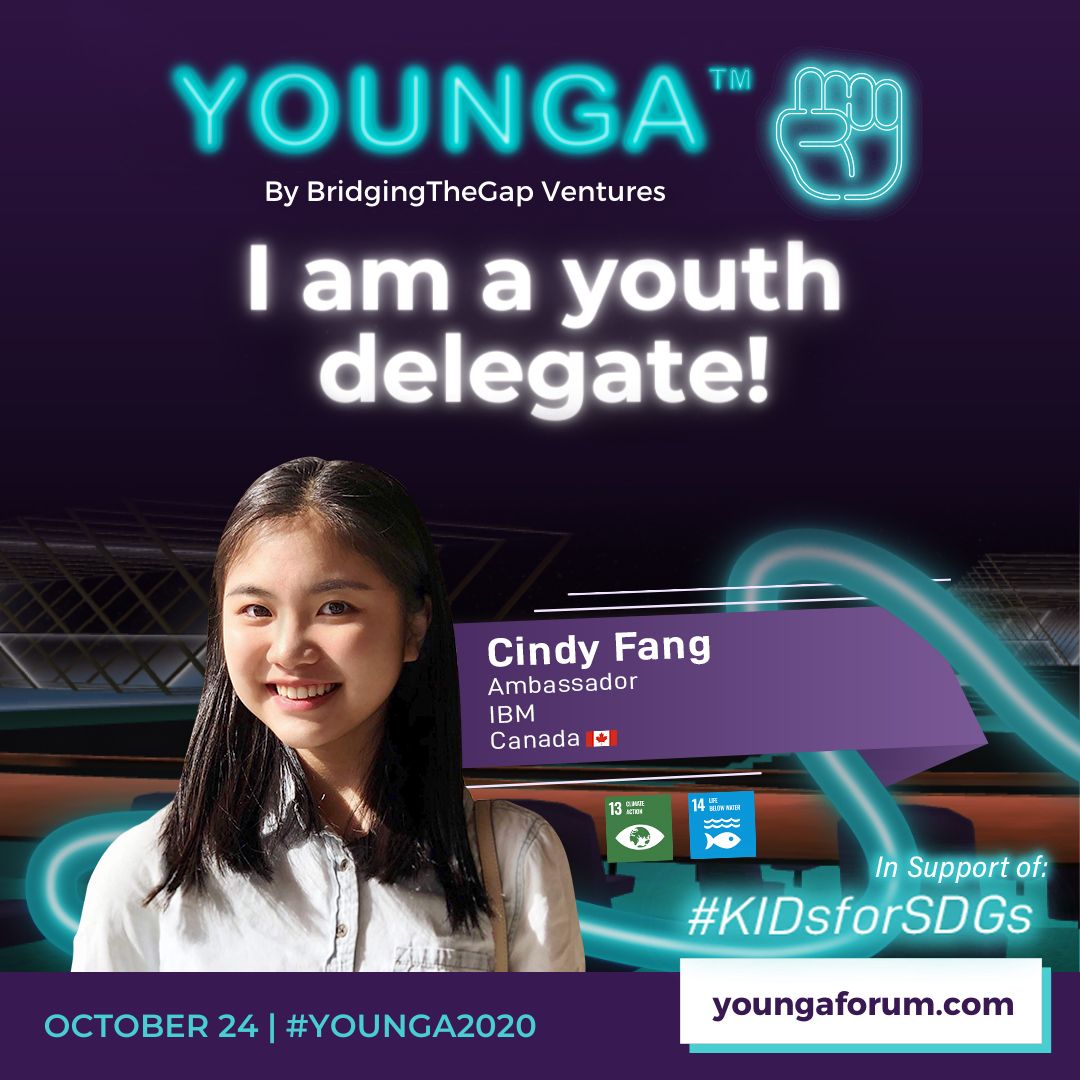 YOUNGA™
By BridgingTheGap Ventures
I am a youth
delegate!
Cindy Fang
Ambassador
IBM
Canada
13 CLIMATE
ACTION
14 LIFE
BELOW WATER
In Support of:
#KIDsforSDGs
youngaforum.com
OCTOBER 24 | #YOUNGA2020